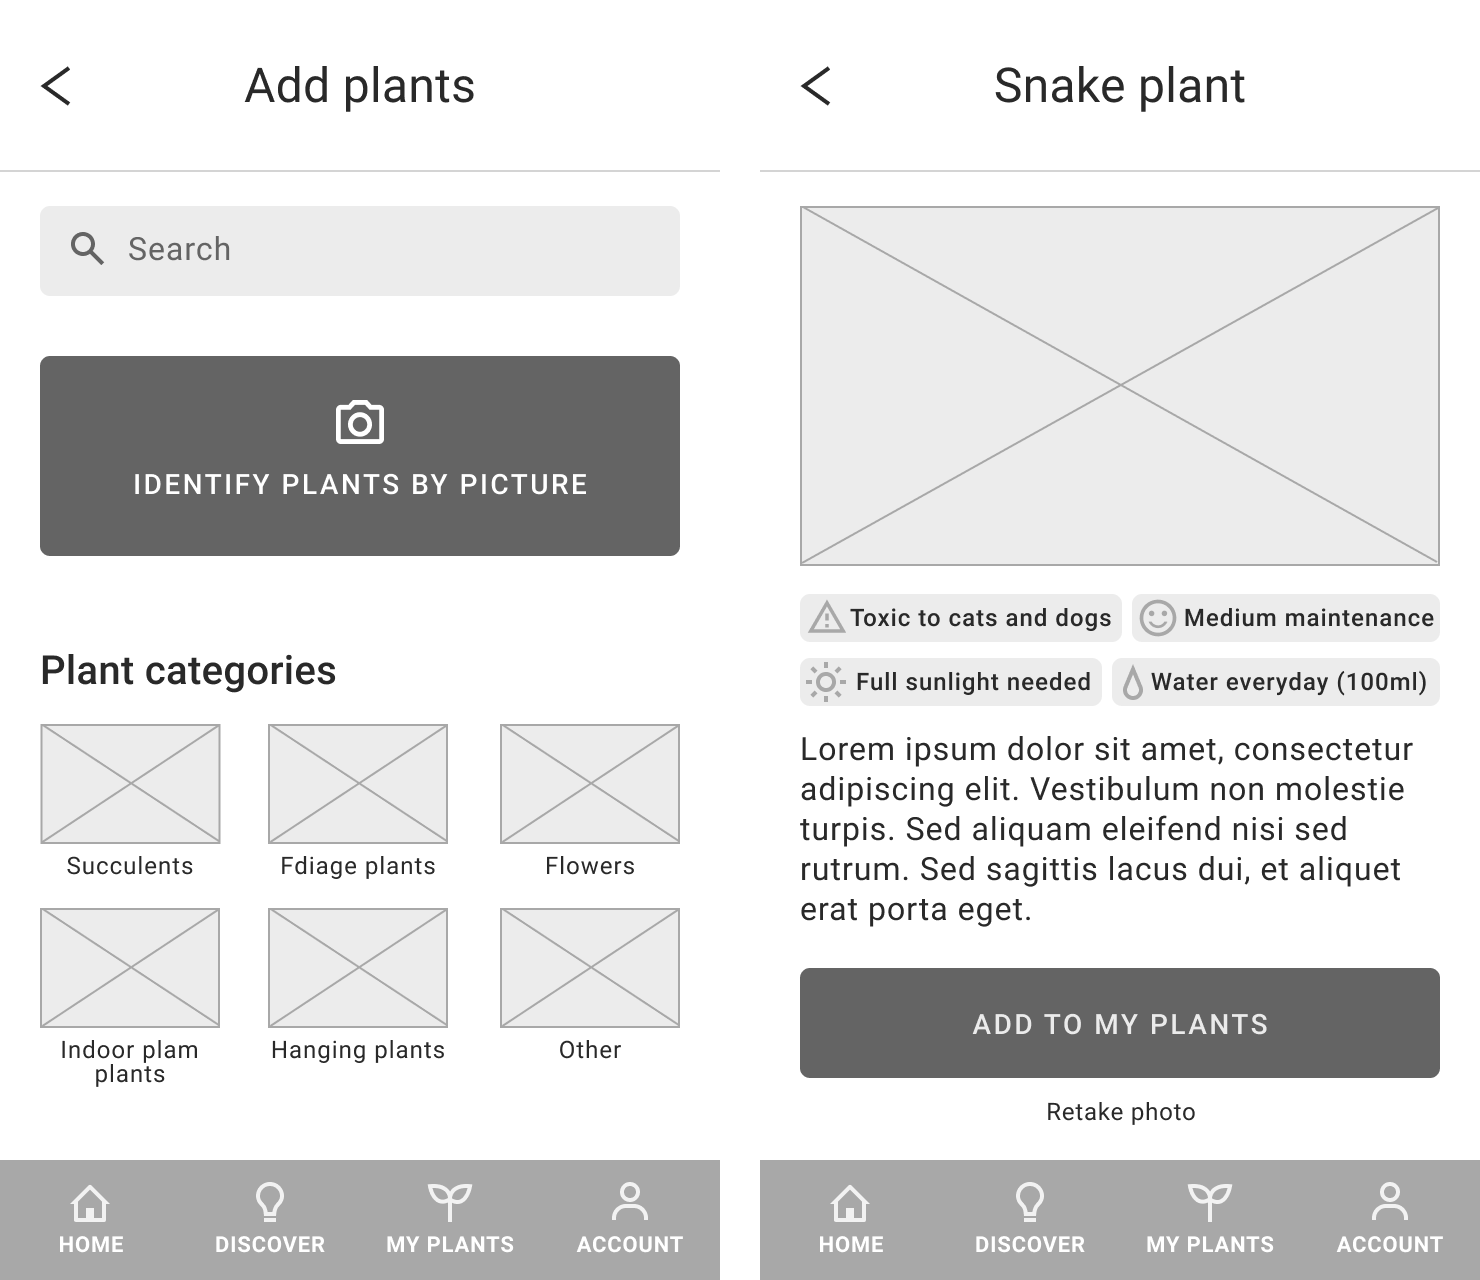 Add plants
Search
IDENTIFY PLANTS BY PICTURE
Plant categories
Succulents
Fdiage plants
Flowers
Indoor plam
plants
Hanging plants
Other
HOME
DISCOVER
MY PLANTS
ACCOUNT
Snake plant
Toxic to cats and dogs
Medium maintenance
Full sunlight needed
Water everyday (100ml)
Lorem ipsum dolor sit amet, consectetur
adipiscing elit. Vestibulum non molestie
turpis. Sed aliquam eleifend nisi sed
rutrum. Sed sagittis lacus dui, et aliquet
erat porta eget.
ADD TO MY PLANTS
Retake photo
HOME
DISCOVER
MY PLANTS
ACCOUNT